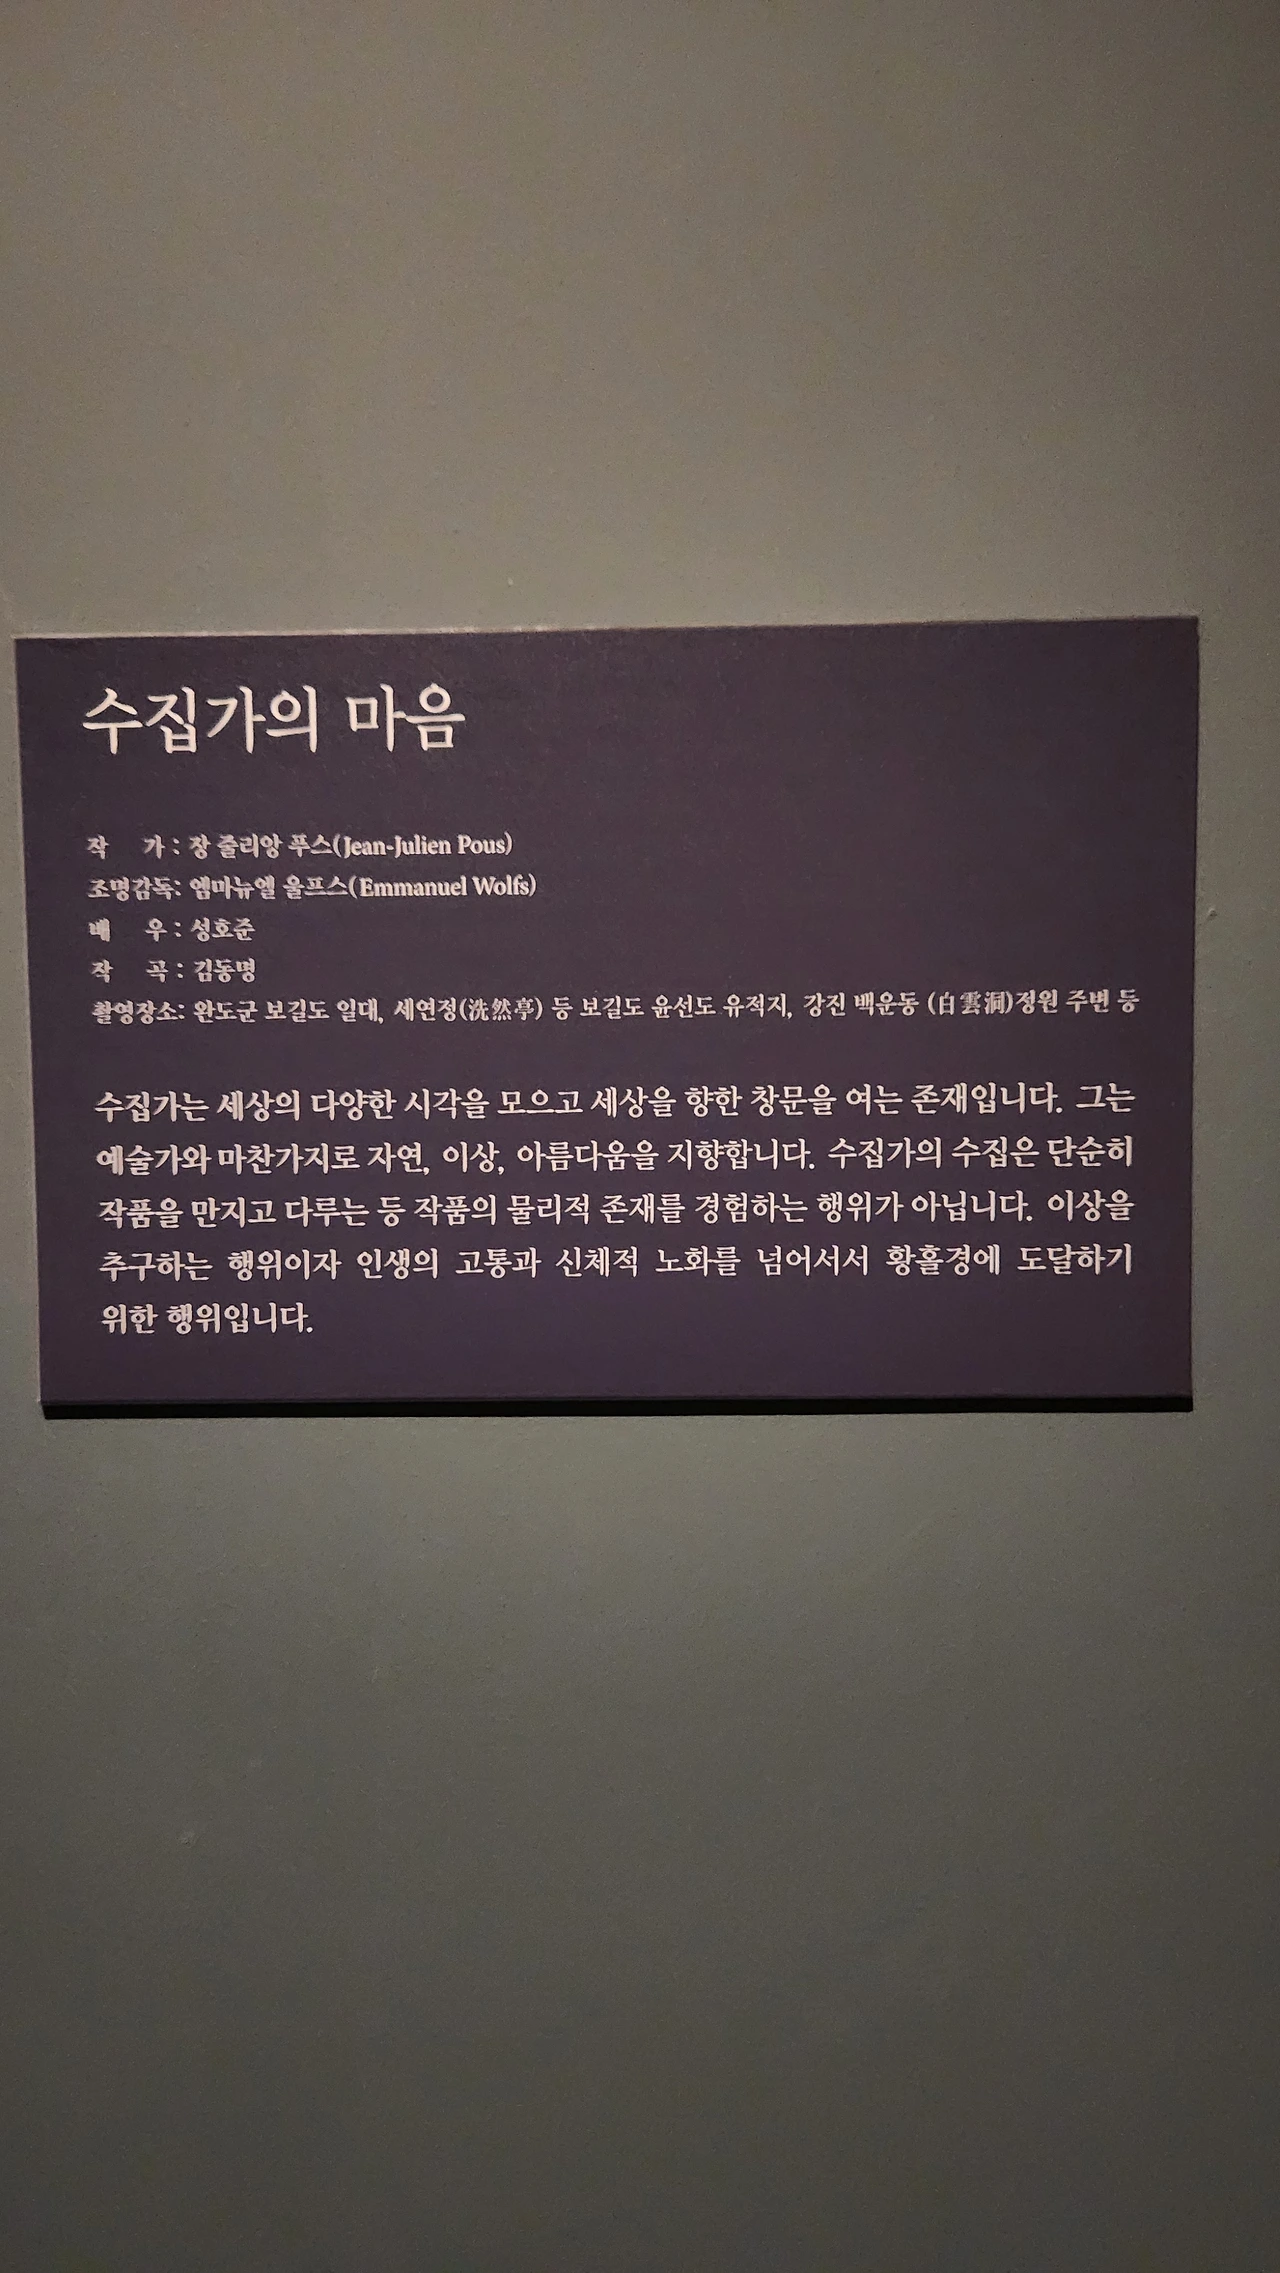 수집가의 마음
작 가 : 장 줄리앙 푸스(Jean-Julien Pous)
조명감독: 엠마뉴엘 울프스(Emmanuel Wolfs)
배 우 : 성호준
작 곡 : 김동명
촬영장소: 완도군 보길도 일대, 세연정(洗然亭) 등 보길도 윤선도 유적지, 강진 백운동 (白雲洞)정원 주변 등
수집가는 세상의 다양한 시각을 모으고 세상을 향한 창문을 여는 존재입니다. 그는
예술가와 마찬가지로 자연, 이상, 아름다움을 지향합니다. 수집가의 수집은 단순히
작품을 만지고 다루는 등 작품의 물리적 존재를 경험하는 행위가 아닙니다. 이상을
추구하는 행위이자 인생의 고통과 신체적 노화를 넘어서서 황홀경에 도달하기
위한 행위입니다.